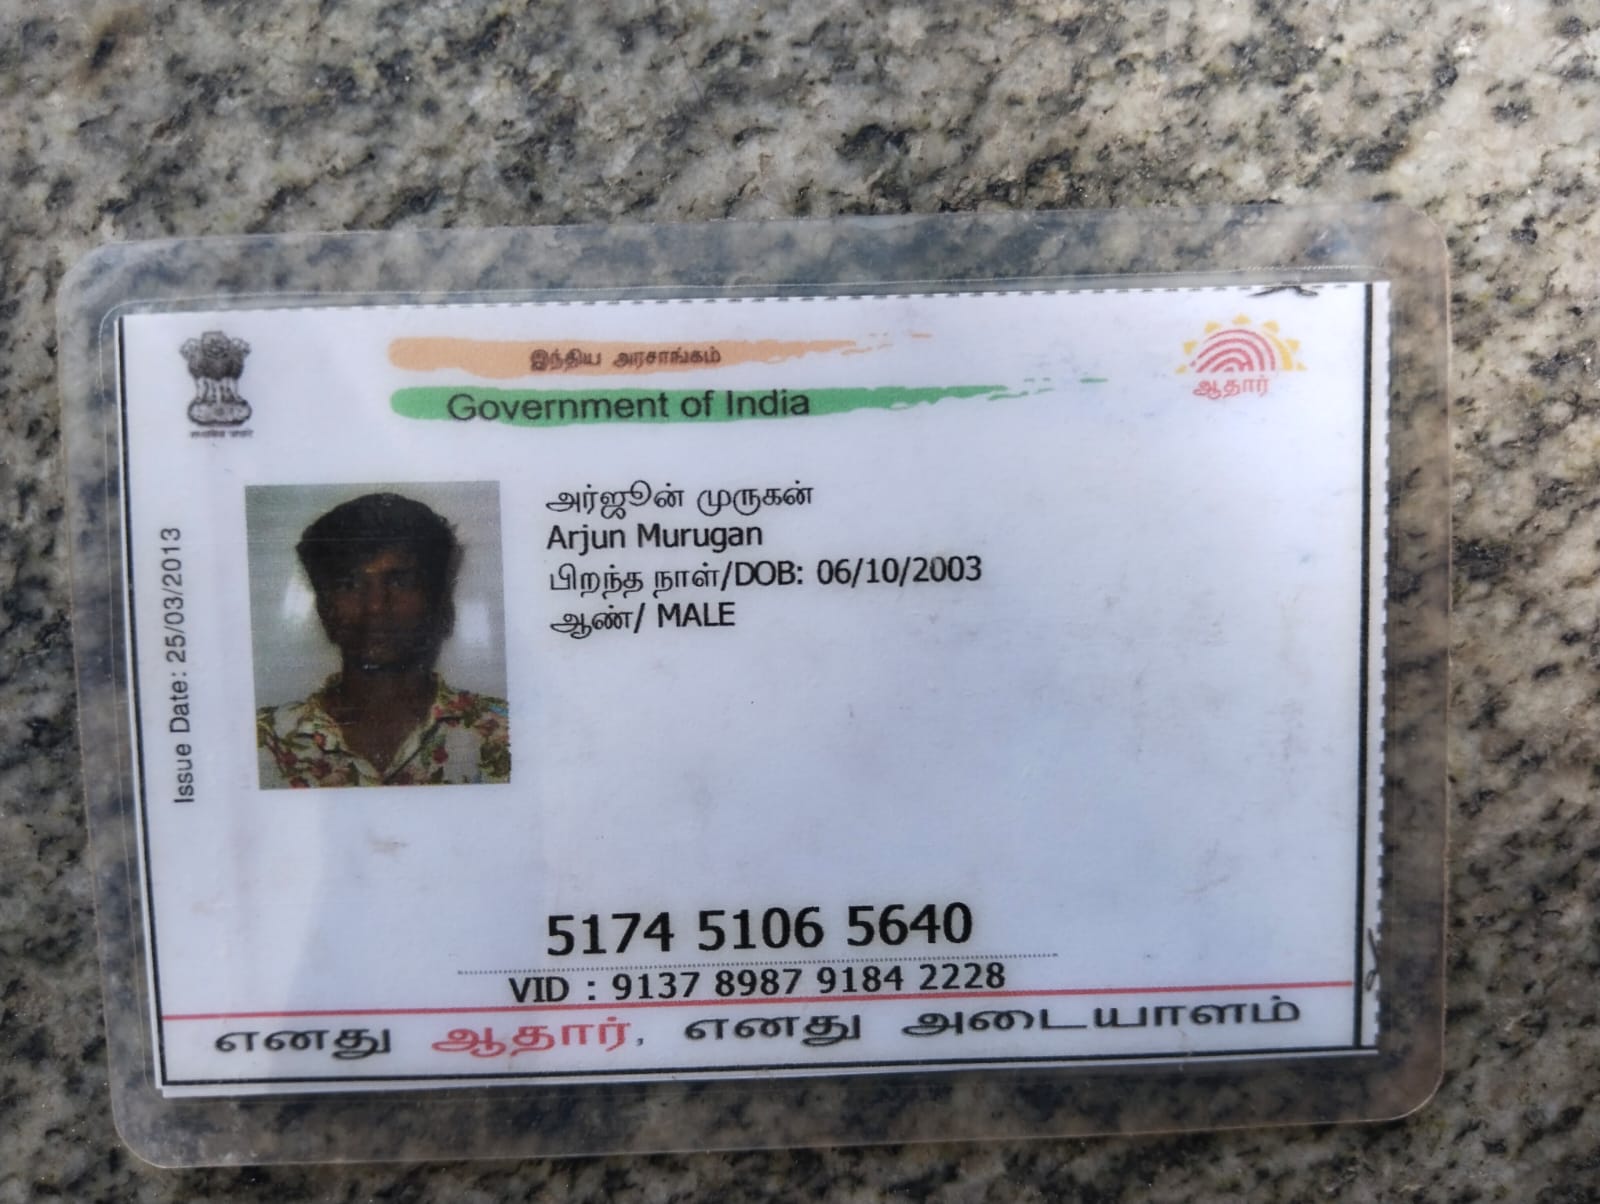 இந்திய அரசாங்கம்
Government of India
ஆதார்
Issue Date: 25/03/2013
அர்ஜூன் முருகன்
Arjun Murugan
பிறந்த நாள்/DOB: 06/10/2003
ஆண்/ MALE
5174 5106 5640
VID : 9137 8987 9184 2228
எனது ஆதார், எனது அடையாளம்